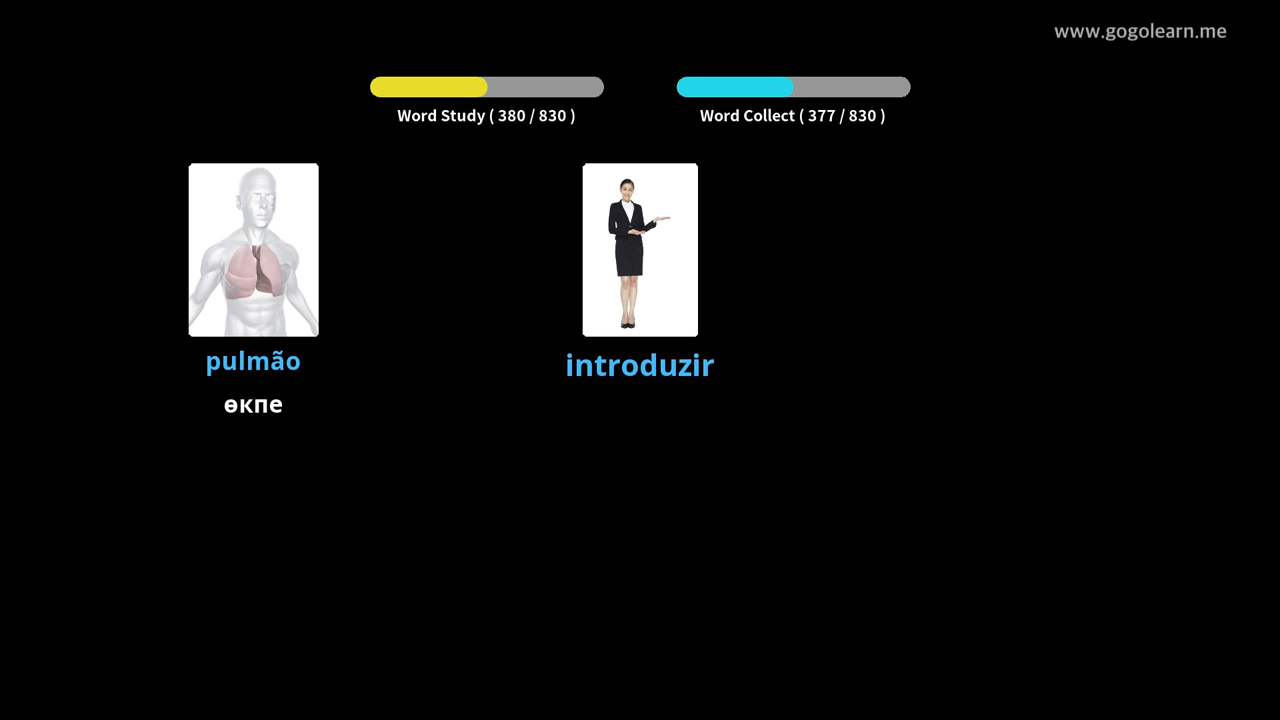 www.gogolearn.me
Word Study ( 380 / 830 )
Word Collect ( 377 / 830 )
pulmão
өкпе
introduzir